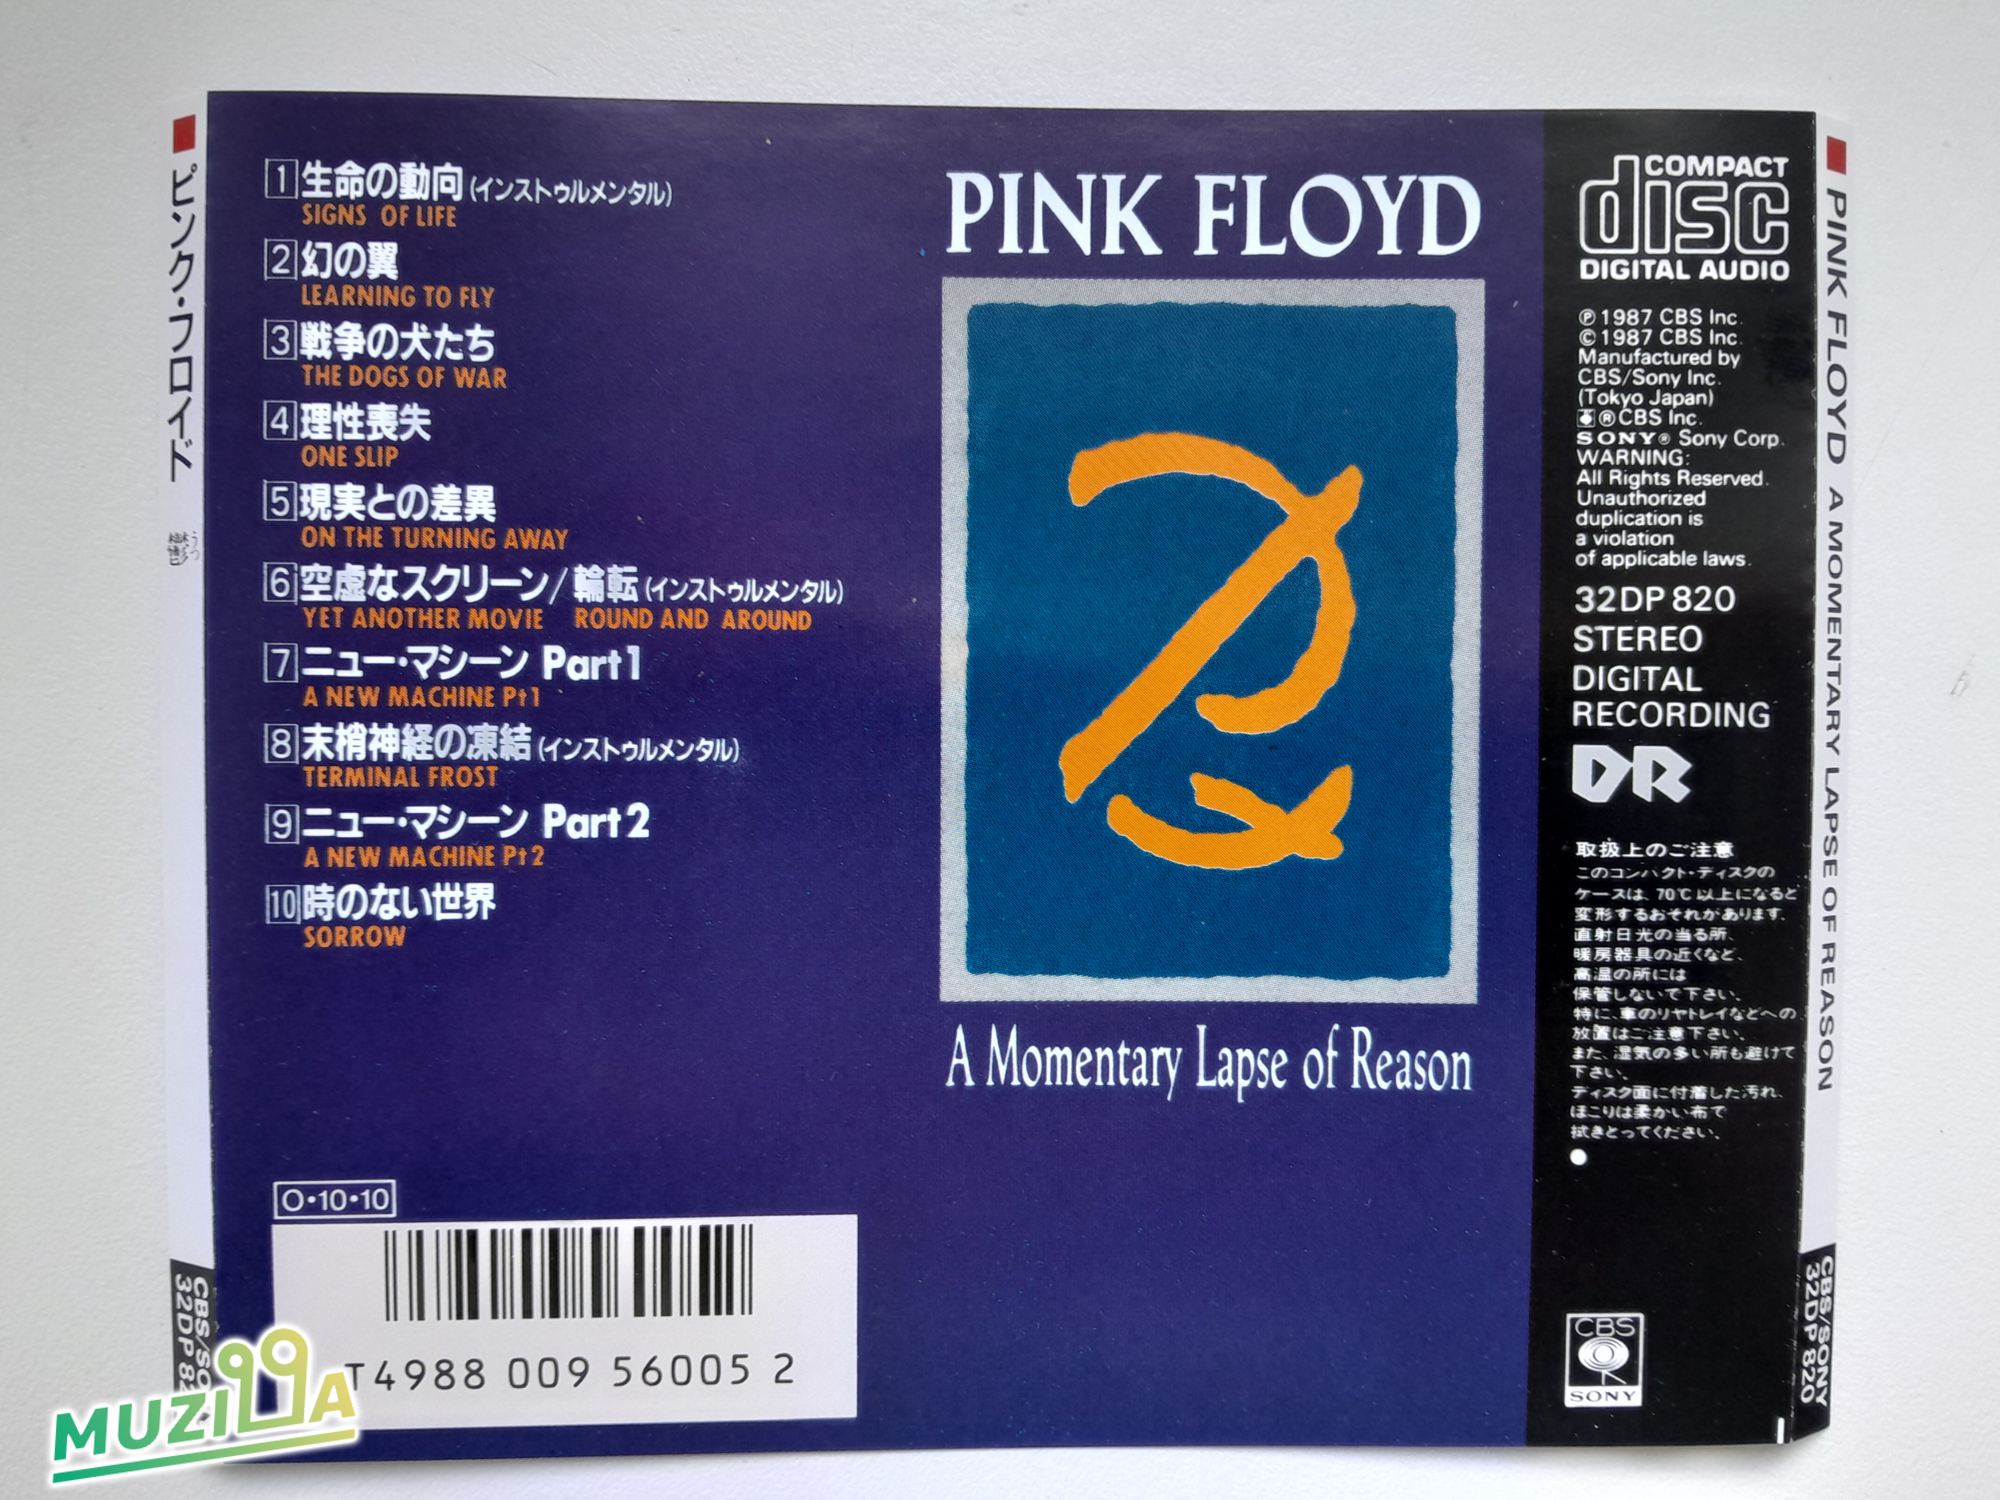 ピンク・フロイド
1 生命の動向(インストゥルメンタル)
SIGNS OF LIFE
2 幻の翼
LEARNING TO FLY
3 戦争の犬たち
THE DOGS OF WAR
4 理性喪失
ONE SLIP
5 現実との差異
ON THE TURNING AWAY
6 空虚なスクリーン/輪転(インストゥルメンタル)
YET ANOTHER MOVIE ROUND AND AROUND
7 ニュー・マシーン Part1
A NEW MACHINE Pt1
8 末梢神経の凍結(インストゥルメンタル)
TERMINAL FROST
9 ニュー・マシーン Part2
A NEW MACHINE Pt2
10 時のない世界
SORROW
O・10・10
T4988 009 56005 2
PINK FLOYD
A Momentary Lapse of Reason
COMPACT
disc
DIGITAL AUDIO
℗ 1987 CBS Inc.
© 1987 CBS Inc.
Manufactured by
CBS/Sony Inc.
(Tokyo Japan)
® CBS Inc.
SONY® Sony Corp.
WARNING:
All Rights Reserved.
Unauthorized
duplication is
a violation
of applicable laws.
32DP 820
STEREO
DIGITAL
RECORDING
DR
取扱上のご注意
このコンパクト・ディスクの
ケースは、70℃以上になると
変形するおそれがあります。
直射日光の当る所、
暖房器具の近くなど、
高温の所には
保管しないで下さい。
特に、車のリヤトレイなどへの
放置はご注意下さい。
また、湿気の多い所も避けて
下さい。
ディスク面に付着した汚れ、
ほこりは柔かい布で
拭きとってください。
CBS
SONY
PINK FLOYD A MOMENTARY LAPSE OF REASON
CBS/SONY
32DP 820
CBS/SO
32DP 82
MUZILLA